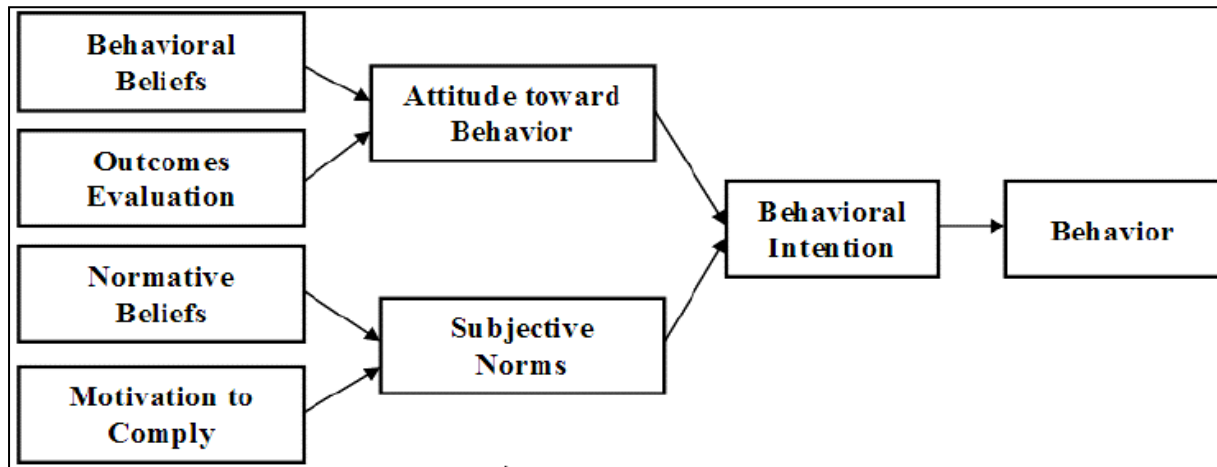 Behavioral
Beliefs
Outcomes
Evaluation
Normative
Beliefs
Motivation to
Comply
Attitude toward
Behavior
Subjective
Norms
Behavioral
Intention
Behavior